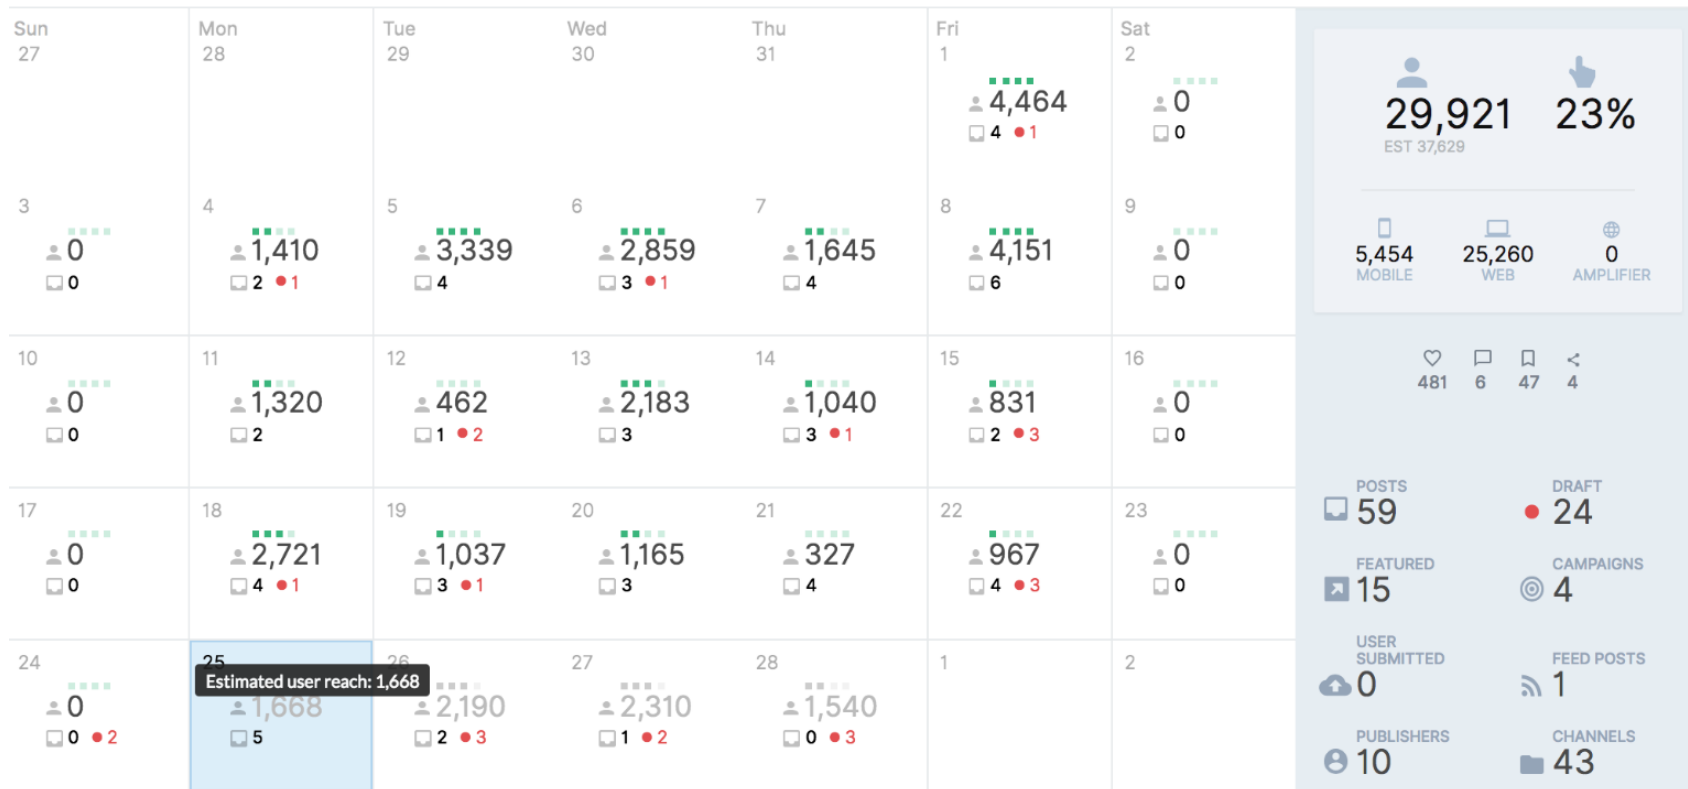 Sun Mon Tue Wed Thu Fri Sat
27 28 29 30 31 1 2
4,464 0
4 1 0
3 4 5 6 7 8 9
0 1,410 3,339 2,859 1,645 4,151 0
0 2 1 4 3 1 4 6 0
10 11 12 13 14 15 16
0 1,320 462 2,183 1,040 831 0
0 2 1 2 3 3 1 2 3 0
17 18 19 20 21 22 23
0 2,721 1,037 1,165 327 967 0
0 4 1 3 1 3 4 4 3 0
24 25 26 27 28 1 2
Estimated user reach: 1,668
0 1,668 2,190 2,310 1,540
0 2 5 2 3 1 2 0 3
29,921 23%
EST 37,629
5,454 25,260 0
MOBILE WEB AMPLIFIER
481 6 47 4
POSTS DRAFT
59 24
FEATURED CAMPAIGNS
15 4
USER
SUBMITTED FEED POSTS
0 1
PUBLISHERS CHANNELS
10 43